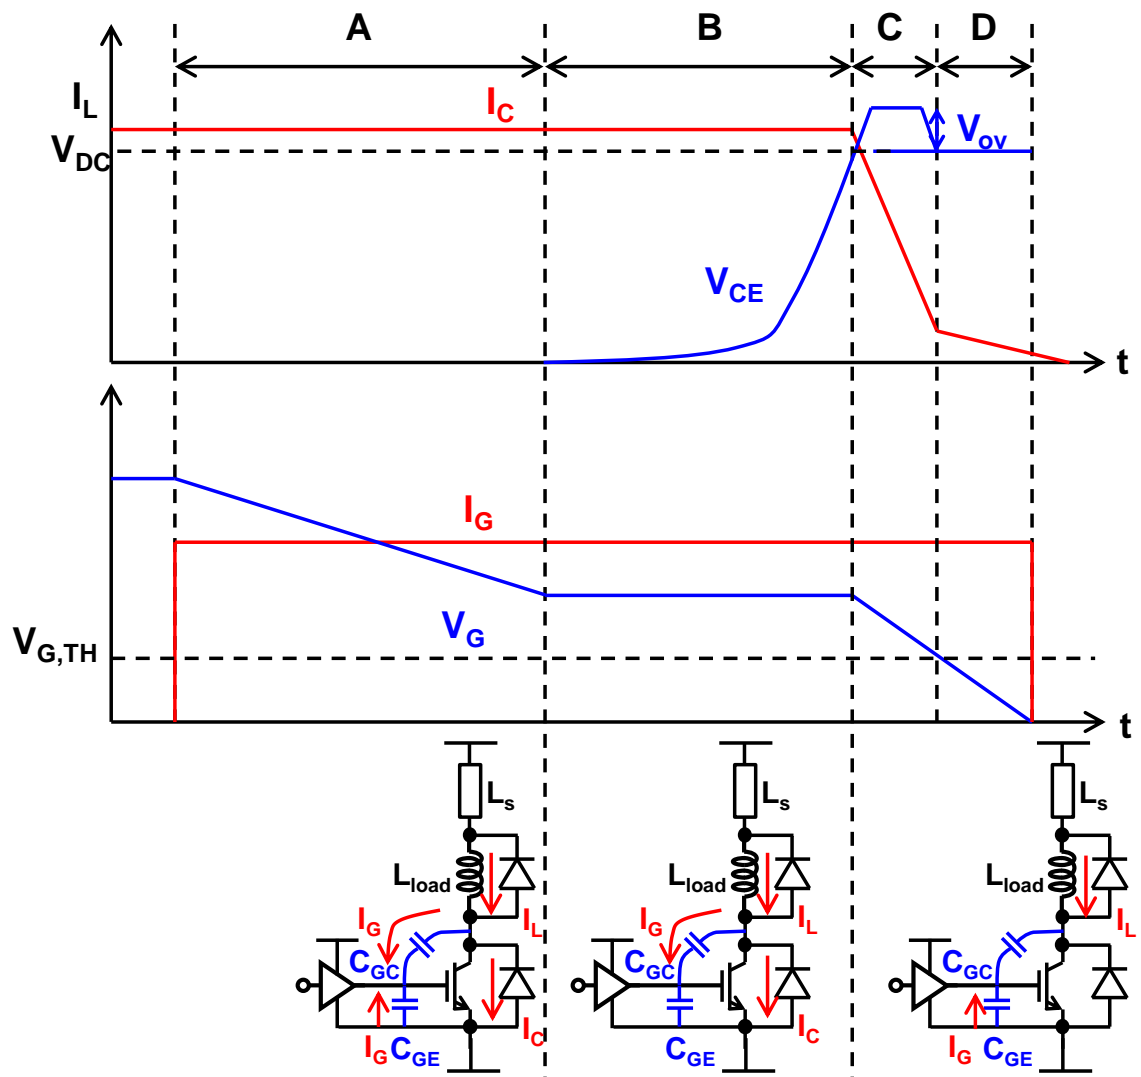 A B C D
I_L
I_C
V_DC
V_ov
V_CE
t
I_G
V_G
V_G,TH
t
L_s
L_load
I_G
I_L
C_GC
I_G C_GE
I_C
L_s
L_load
I_G
I_L
C_GC
C_GE
I_C
L_s
L_load
I_L
C_GC
I_G C_GE